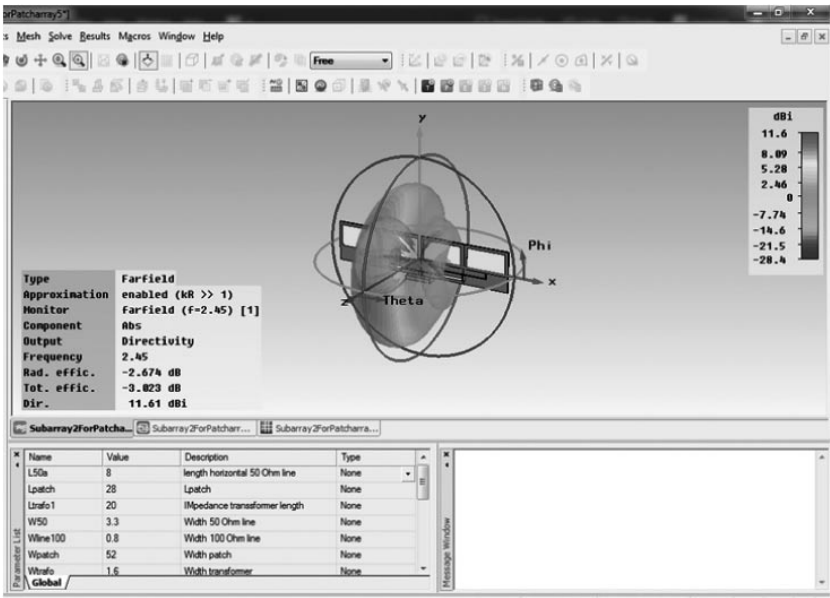 orPatcharray5*]
s Mesh Solve Results Macros Window Help
Free
dBi
11.6
8.09
5.28
2.46
0
-7.74
-14.6
-21.5
-28.4
y
Phi
x
z
Theta
Type Farfield
Approximation enabled (kR >> 1)
Monitor farfield (f=2.45) [1]
Component Abs
Output Directivity
Frequency 2.45
Rad. effic. -2.674 dB
Tot. effic. -3.023 dB
Dir. 11.61 dBi
Subarray2ForPatcha... Subarray2ForPatcharr... Subarray2ForPatcharra...
Name Value Description Type
L50a 8 length horizontal 50 Ohm line None
Lpatch 28 Lpatch None
Ltrafo1 20 IMpedance transsformer length None
W50 3.3 Width 50 Ohm line None
Wline100 0.8 Width 100 Ohm line None
Wpatch 52 Width patch None
Wtrafo 1.6 Width transformer None
Global
Parameter List
Message Window